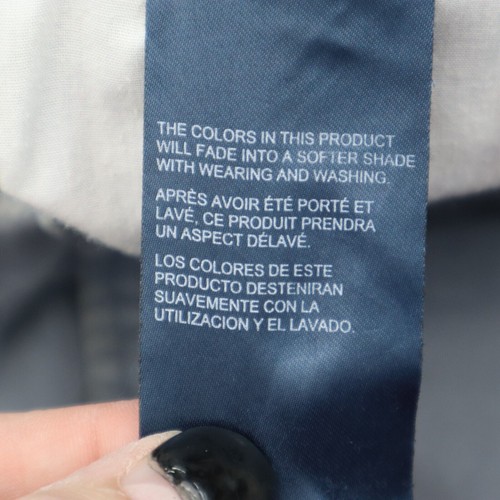 THE COLORS IN THIS PRODUCT
WILL FADE INTO A SOFTER SHADE
WITH WEARING AND WASHING.
APRÈS AVOIR ÉTÉ PORTÉ ET
LAVÉ, CE PRODUIT PRENDRA
UN ASPECT DÉLAVÉ.
LOS COLORES DE ESTE
PRODUCTO DESTENIRAN
SUAVEMENTE CON LA
UTILIZACION Y EL LAVADO.